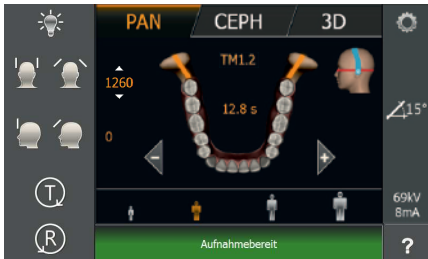 PAN CEPH 3D
TM1.2
1260
12.8 s
15°
0
- +
69kV
8mA
T
R
Aufnahmebereit
?